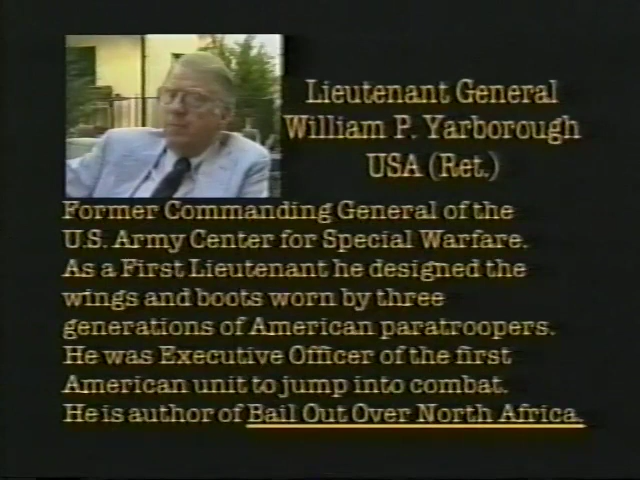 Lieutenant General
William P. Yarborough
USA (Ret.)
Former Commanding General of the
U.S. Army Center for Special Warfare.
As a First Lieutenant he designed the
wings and boots worn by three
generations of American paratroopers.
He was Executive Officer of the first
American unit to jump into combat.
He is author of Bail Out Over North Africa.